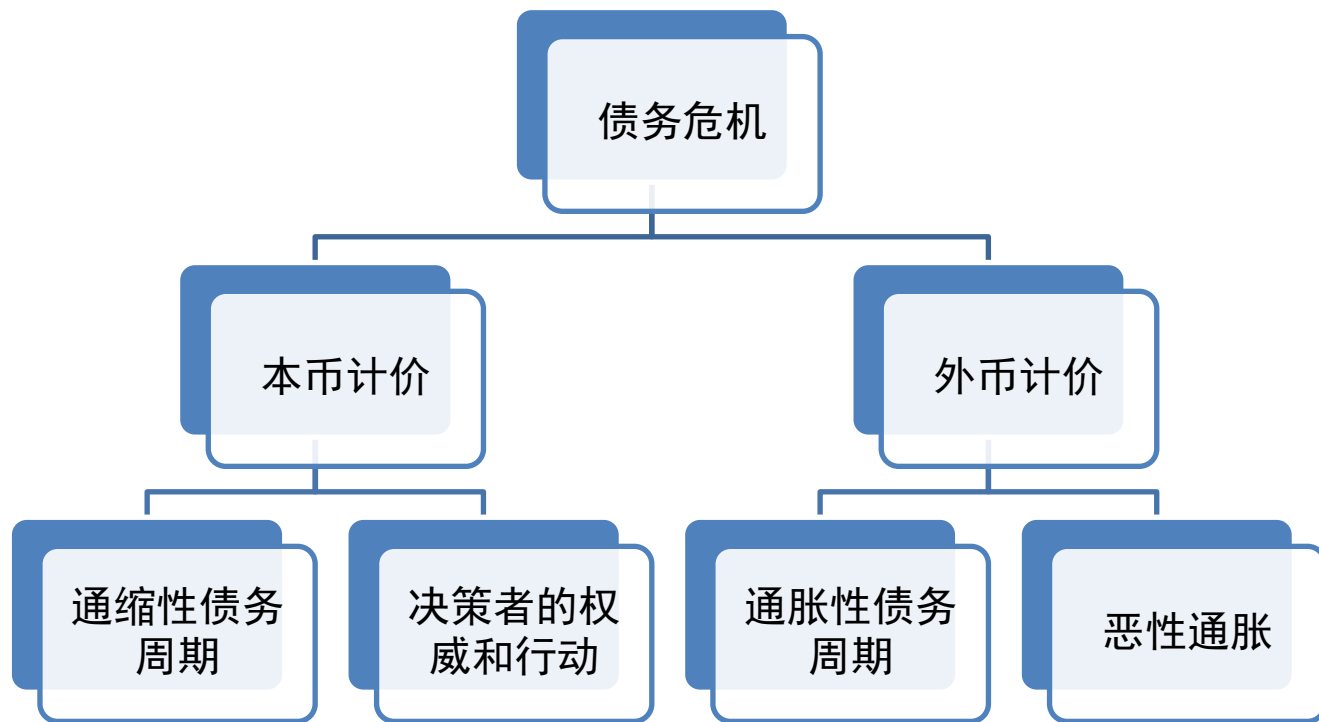 债务危机
本币计价
外币计价
通缩性债务
周期
决策者的权
威和行动
通胀性债务
周期
恶性通胀